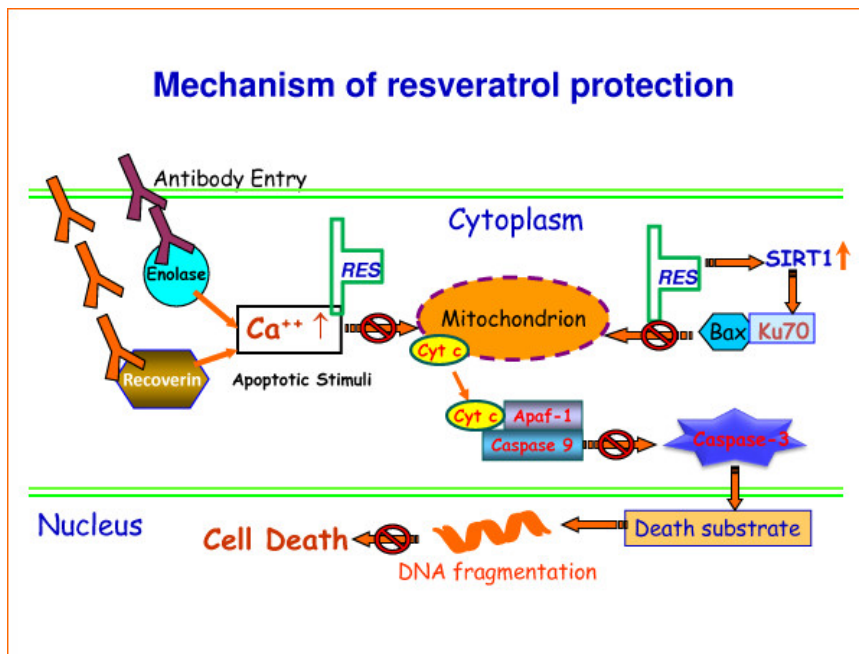 Mechanism of resveratrol protection
Antibody Entry
Cytoplasm
Enolase
RES
RES
SIRT1
Ca⁺⁺ ↑
Mitochondrion
Bax
Ku70
Cyt c
Recoverin
Apoptotic Stimuli
Cyt c
Apaf-1
Caspase 9
Caspase-3
Nucleus
Cell Death
Death substrate
DNA fragmentation